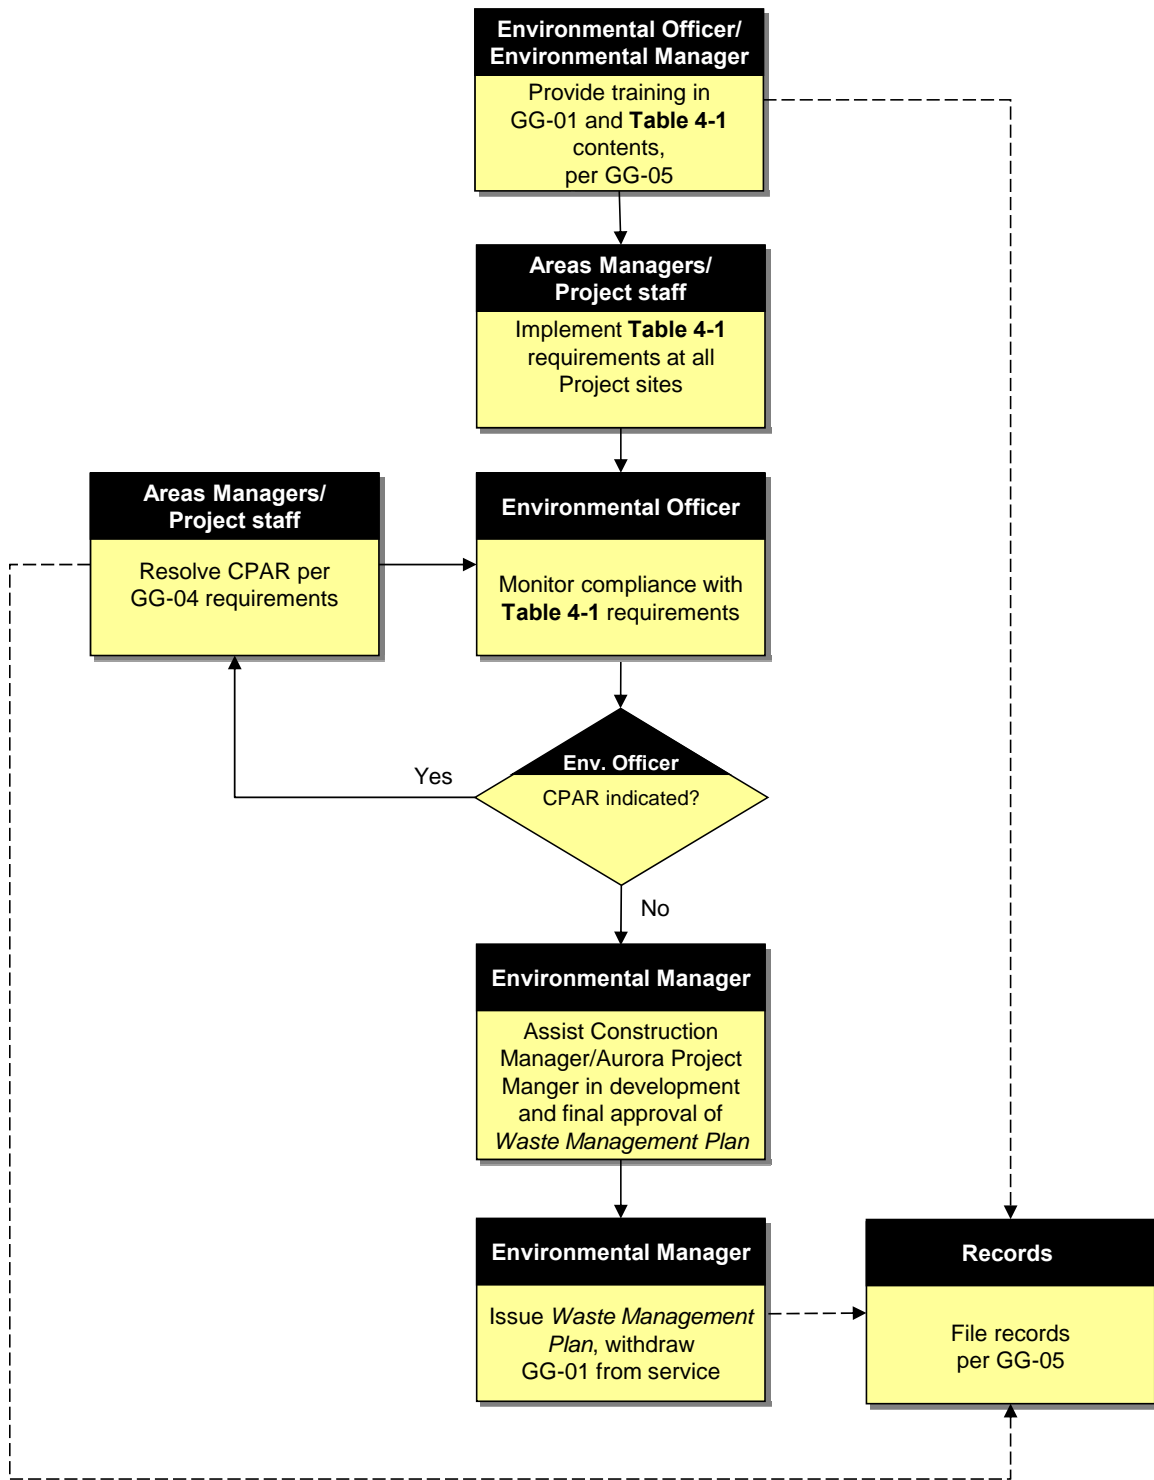 Environmental Officer/
Environmental Manager
Provide training in
GG-01 and Table 4-1
contents,
per GG-05
Areas Managers/
Project staff
Implement Table 4-1
requirements at all
Project sites
Areas Managers/
Project staff
Resolve CPAR per
GG-04 requirements
Environmental Officer
Monitor compliance with
Table 4-1 requirements
Env. Officer
CPAR indicated?
Yes
No
Environmental Manager
Assist Construction
Manager/Aurora Project
Manger in development
and final approval of
Waste Management Plan
Environmental Manager
Issue Waste Management
Plan, withdraw
GG-01 from service
Records
File records
per GG-05